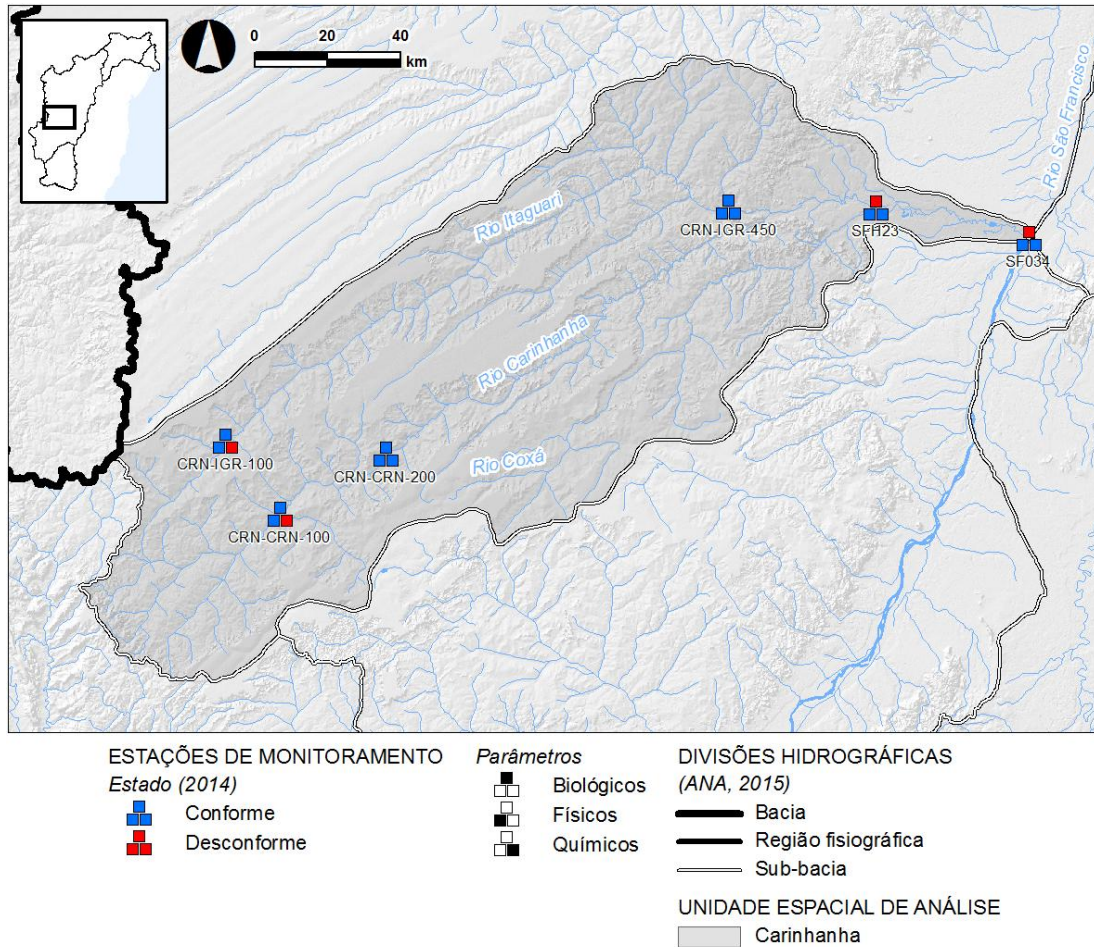 0 20 40
km
Rio São Francisco
Rio Itaguari
CRN-IGR-450
SFH23
SF034
Rio Carinhanha
CRN-IGR-100
CRN-CRN-200
Rio Coxá
CRN-CRN-100
ESTAÇÕES DE MONITORAMENTO
Estado (2014)
Conforme
Desconforme
Parâmetros
Biológicos
Físicos
Químicos
DIVISÕES HIDROGRÁFICAS
(ANA, 2015)
Bacia
Região fisiográfica
Sub-bacia
UNIDADE ESPACIAL DE ANÁLISE
Carinhanha